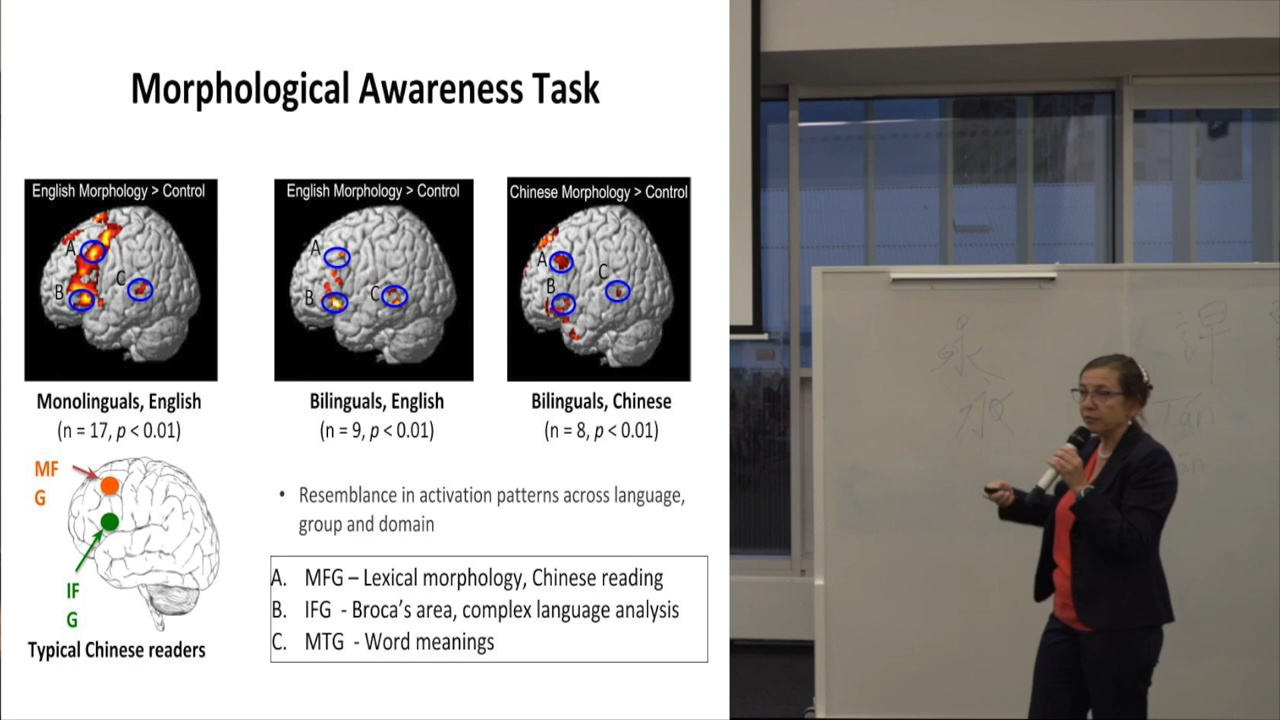 Morphological Awareness Task
English Morphology > Control
A
B
C
Monolinguals, English
(n = 17, p < 0.01)
English Morphology > Control
A
B
C
Bilinguals, English
(n = 9, p < 0.01)
Chinese Morphology > Control
A
B
C
Bilinguals, Chinese
(n = 8, p < 0.01)
MF
G
IF
G
Typical Chinese readers
• Resemblance in activation patterns across language,
group and domain
A. MFG – Lexical morphology, Chinese reading
B. IFG - Broca's area, complex language analysis
C. MTG - Word meanings
永